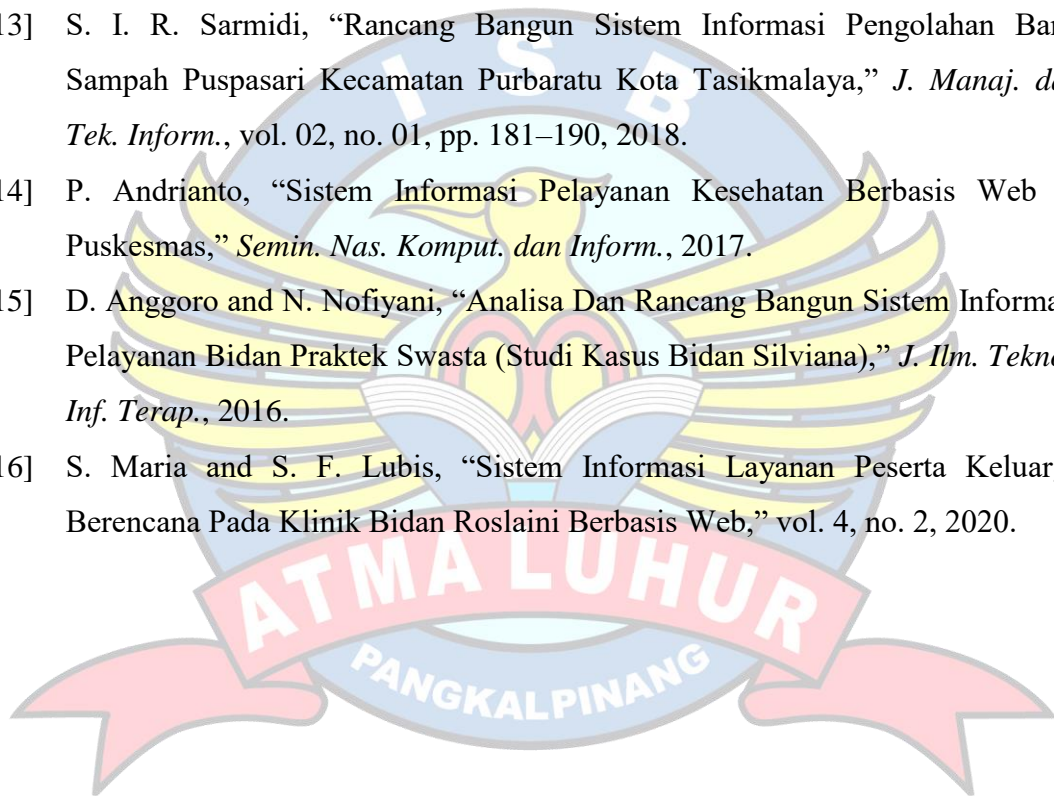 13] S. I. R. Sarmidi, “Rancang Bangun Sistem Informasi Pengolahan Ban
Sampah Puspasari Kecamatan Purbaratu Kota Tasikmalaya,” J. Manaj. da
Tek. Inform., vol. 02, no. 01, pp. 181–190, 2018.
14] P. Andrianto, “Sistem Informasi Pelayanan Kesehatan Berbasis Web
Puskesmas,” Semin. Nas. Komput. dan Inform., 2017.
15] D. Anggoro and N. Nofiyani, “Analisa Dan Rancang Bangun Sistem Informa
Pelayanan Bidan Praktek Swasta (Studi Kasus Bidan Silviana),” J. Ilm. Tekno
Inf. Terap., 2016.
16] S. Maria and S. F. Lubis, “Sistem Informasi Layanan Peserta Keluar
Berencana Pada Klinik Bidan Roslaini Berbasis Web,” vol. 4, no. 2, 2020.
I S B
ATMA LUHUR
PANGKALPINANG